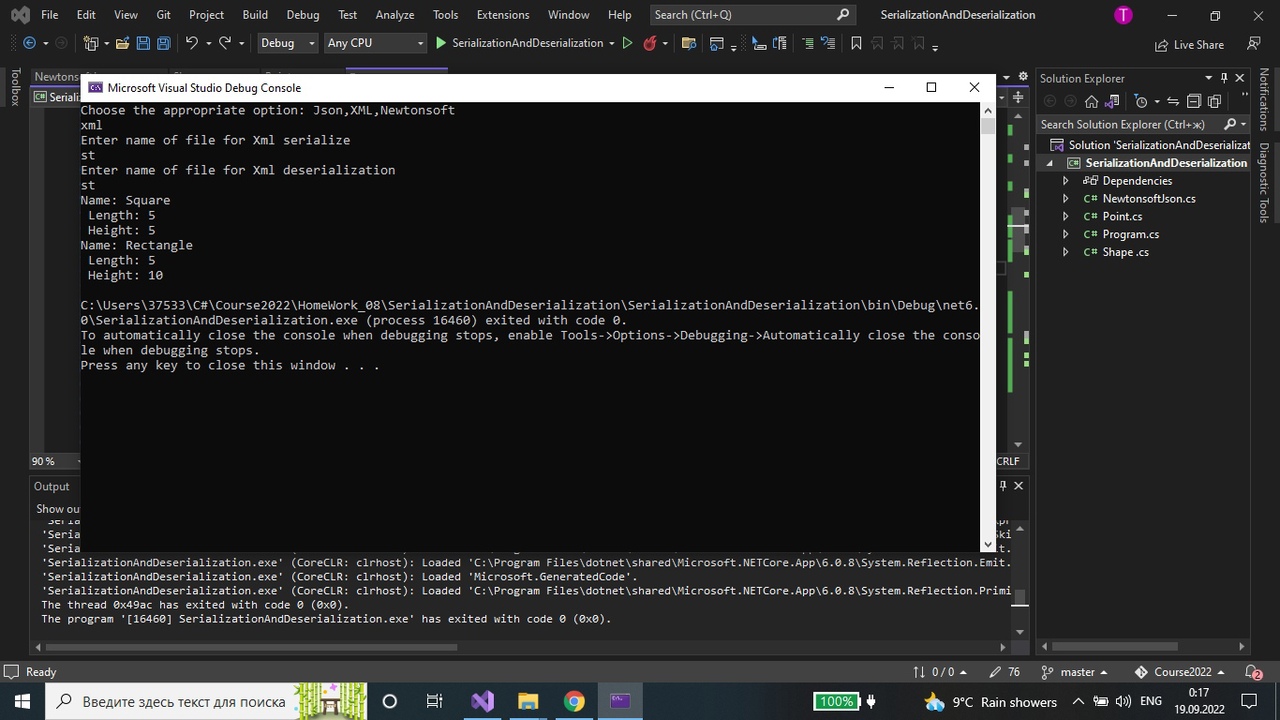 File Edit View Git Project Build Debug Test Analyze Tools Extensions Window Help Search (Ctrl+Q) SerializationAndDeserialization T
Debug Any CPU SerializationAndDeserialization Live Share
Toolbox
Microsoft Visual Studio Debug Console
Choose the appropriate option: Json,XML,Newtonsoft
xml
Enter name of file for Xml serialize
st
Enter name of file for Xml deserialization
st
Name: Square
Length: 5
Height: 5
Name: Rectangle
Length: 5
Height: 10
C:\Users\37533\C#\Course2022\HomeWork_08\SerializationAndDeserialization\SerializationAndDeserialization\bin\Debug\net6.
0\SerializationAndDeserialization.exe (process 16460) exited with code 0.
To automatically close the console when debugging stops, enable Tools->Options->Debugging->Automatically close the conso
le when debugging stops.
Press any key to close this window . . .
Solution Explorer
Search Solution Explorer (Ctrl+ж)
Solution 'SerializationAndDeserializat
SerializationAndDeserialization
Dependencies
C# NewtonsoftJson.cs
C# Point.cs
C# Program.cs
C# Shape .cs
Notifications
Diagnostic Tools
90 % CRLF
Output
Show ou
'SerializationAndDeserialization.exe' (CoreCLR: clrhost): Loaded 'C:\Program Files\dotnet\shared\Microsoft.NETCore.App\6.0.8\System.Reflection.Emit.
'SerializationAndDeserialization.exe' (CoreCLR: clrhost): Loaded 'Microsoft.GeneratedCode'.
'SerializationAndDeserialization.exe' (CoreCLR: clrhost): Loaded 'C:\Program Files\dotnet\shared\Microsoft.NETCore.App\6.0.8\System.Reflection.Primi
The thread 0x49ac has exited with code 0 (0x0).
The program '[16460] SerializationAndDeserialization.exe' has exited with code 0 (0x0).
Ready 0 / 0 76 master Course2022 2
Введите здесь текст для поиска 100% 9°C Rain showers ENG 0:17
19.09.2022